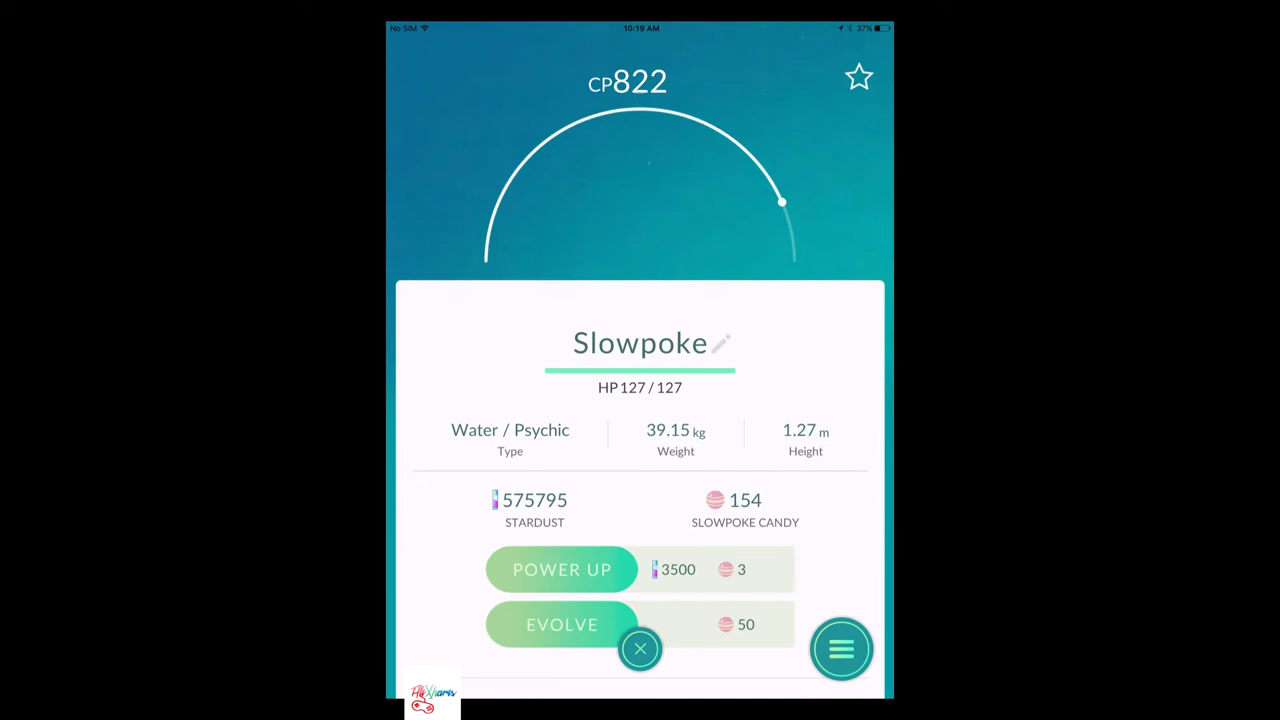 No SIM
10:19 AM
37%
CP822
Slowpoke
HP 127 / 127
Water / Psychic
Type
39.15 kg
Weight
1.27 m
Height
575795
STARDUST
154
SLOWPOKE CANDY
POWER UP
3500
3
EVOLVE
50